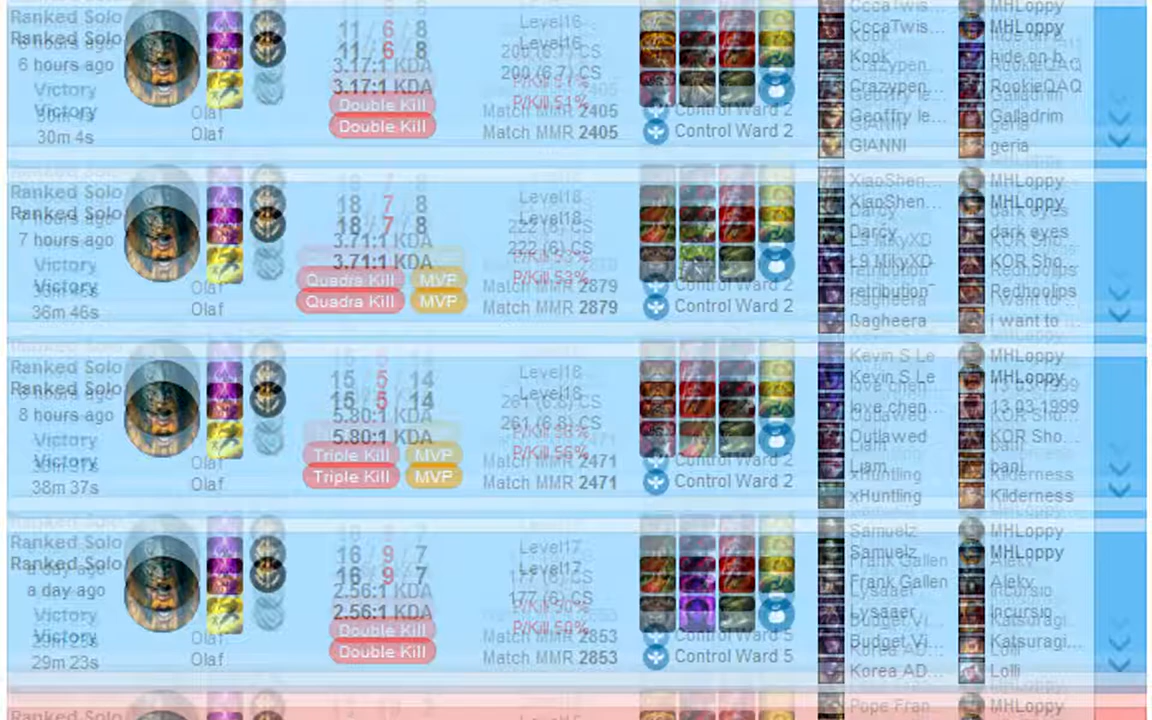 Ranked Solo
6 hours ago
Victory
30m 4s
Olaf
11 / 6 / 8
3.17:1 KDA
Double Kill
Level16
200 (6.7) CS
P/Kill 51%
Match MMR 2405
Control Ward 2
CccaTwis...
Kook
Crazypen...
Geoffry le...
GIANNI
MHLoppy
hide on b...
RookieQAQ
Galladrim
geria
Ranked Solo
7 hours ago
Victory
36m 46s
Olaf
18 / 7 / 8
3.71:1 KDA
Quadra Kill MVP
Level18
222 (6) CS
P/Kill 53%
Match MMR 2879
Control Ward 2
XiaoShen...
Darcy
L9 MikyXD
retribution
Bagheera
MHLoppy
dark eyes
KOR Sho...
Redhoolips
i want to ...
Ranked Solo
8 hours ago
Victory
38m 37s
Olaf
15 / 5 / 14
5.80:1 KDA
Triple Kill MVP
Level18
261 (6.8) CS
P/Kill 56%
Match MMR 2471
Control Ward 2
Kevin S Le
love chen...
Outlawed
Liam
xHuntling
MHLoppy
13 03 1999
KOR Sho...
banl
Kilderness
Ranked Solo
a day ago
Victory
29m 23s
Olaf
16 / 9 / 7
2.56:1 KDA
Double Kill
Level17
177 (6) CS
P/Kill 50%
Match MMR 2853
Control Ward 5
Samuelz
Frank Gallen
Lysaaer
Budget Vi...
Korea AD...
MHLoppy
Aleky
Incursio
Katsuragi...
Lolli
Ranked Solo
Pope Fran...
MHLoppy